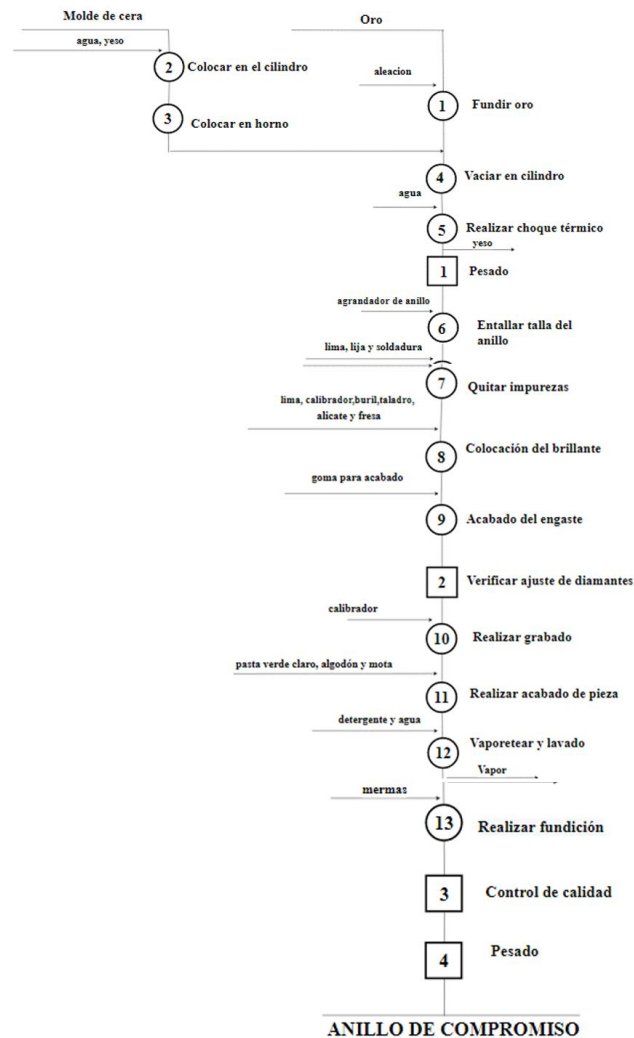 Molde de cera
Oro
agua, yeso
2 Colocar en el cilindro
aleacion
1 Fundir oro
3 Colocar en horno
4 Vaciar en cilindro
agua
5 Realizar choque térmico
yeso
1 Pesado
agrandador de anillo
6 Entallar talla del
anillo
lima, lija y soldadura
7 Quitar impurezas
lima, calibrador,buril,taladro,
alicate y fresa
8 Colocación del brillante
goma para acabado
9 Acabado del engaste
2 Verificar ajuste de diamantes
calibrador
10 Realizar grabado
pasta verde claro, algodón y mota
11 Realizar acabado de pieza
detergente y agua
12 Vaporetear y lavado
Vapor
mermas
13 Realizar fundición
3 Control de calidad
4 Pesado
ANILLO DE COMPROMISO